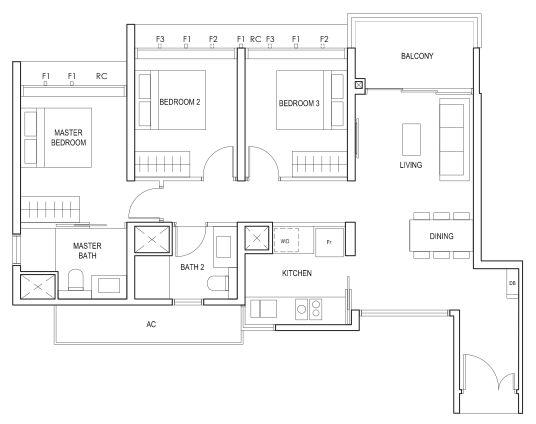 F3 F1 F2 F1 RC F3 F1 F2
BALCONY
F1 F1 RC
BEDROOM 2
BEDROOM 3
MASTER
BEDROOM
LIVING
DINING
MASTER
BATH
BATH 2
W/D
Fr.
KITCHEN
DB
AC